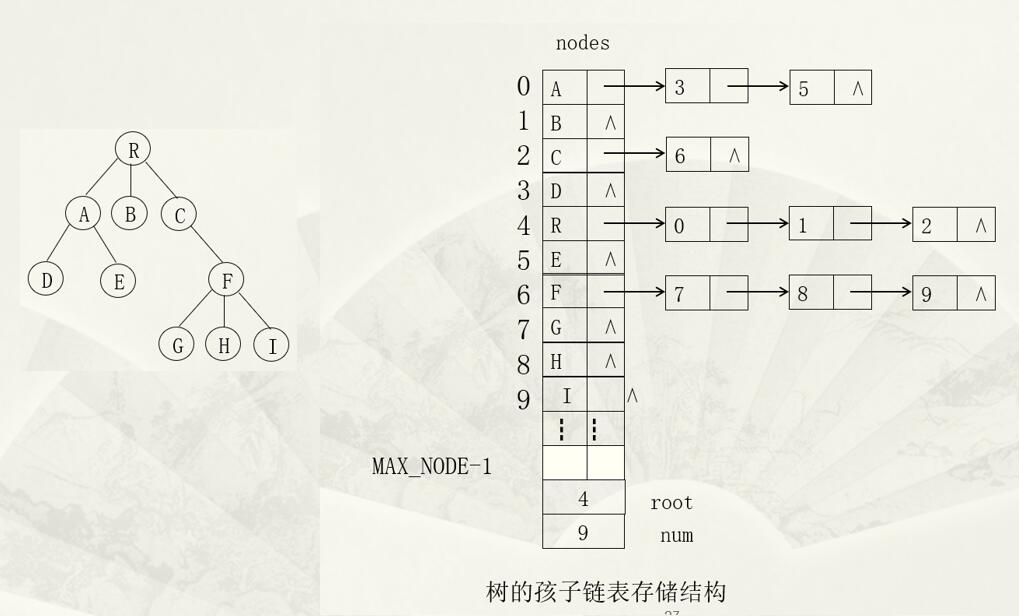 nodes
0 A 3 5 ∧
1 B ∧
2 C 6 ∧
3 D ∧
4 R 0 1 2 ∧
5 E ∧
6 F 7 8 9 ∧
7 G ∧
8 H ∧
9 I ∧
MAX_NODE-1
4 root
9 num
R
A B C
D E F
G H I
树的孩子链表存储结构